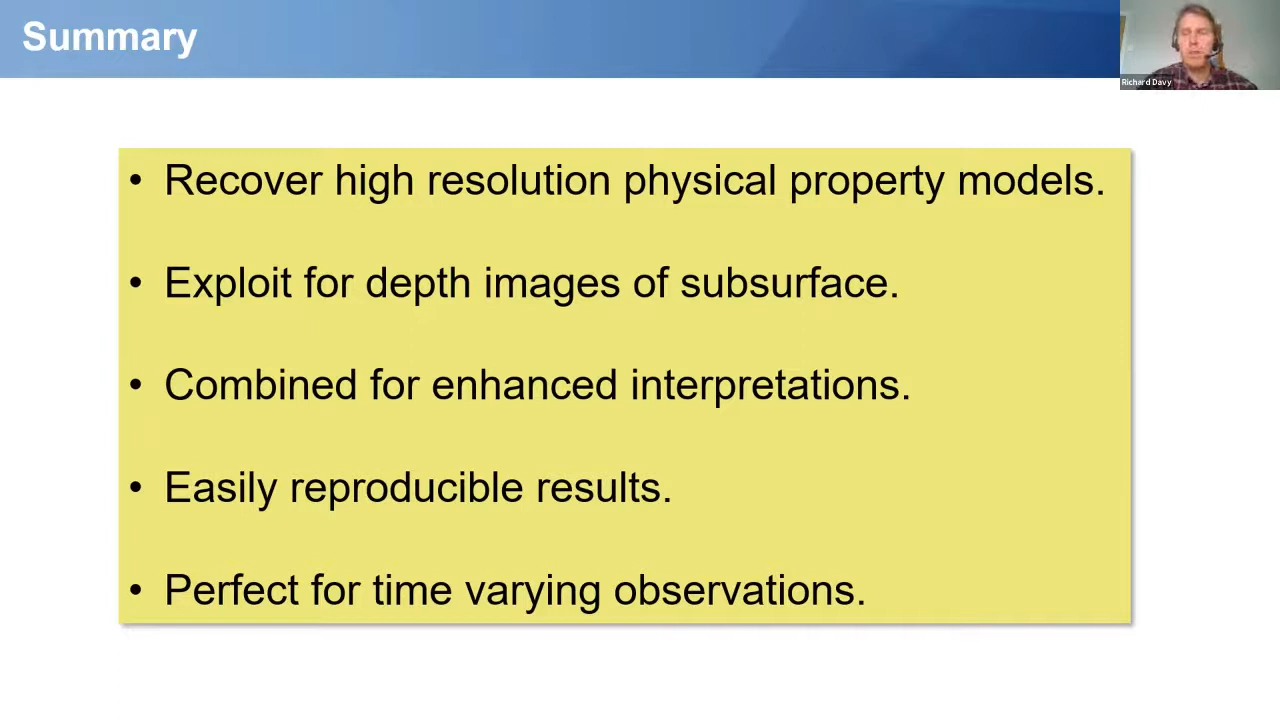 Summary
Richard Davy
• Recover high resolution physical property models.
• Exploit for depth images of subsurface.
• Combined for enhanced interpretations.
• Easily reproducible results.
• Perfect for time varying observations.